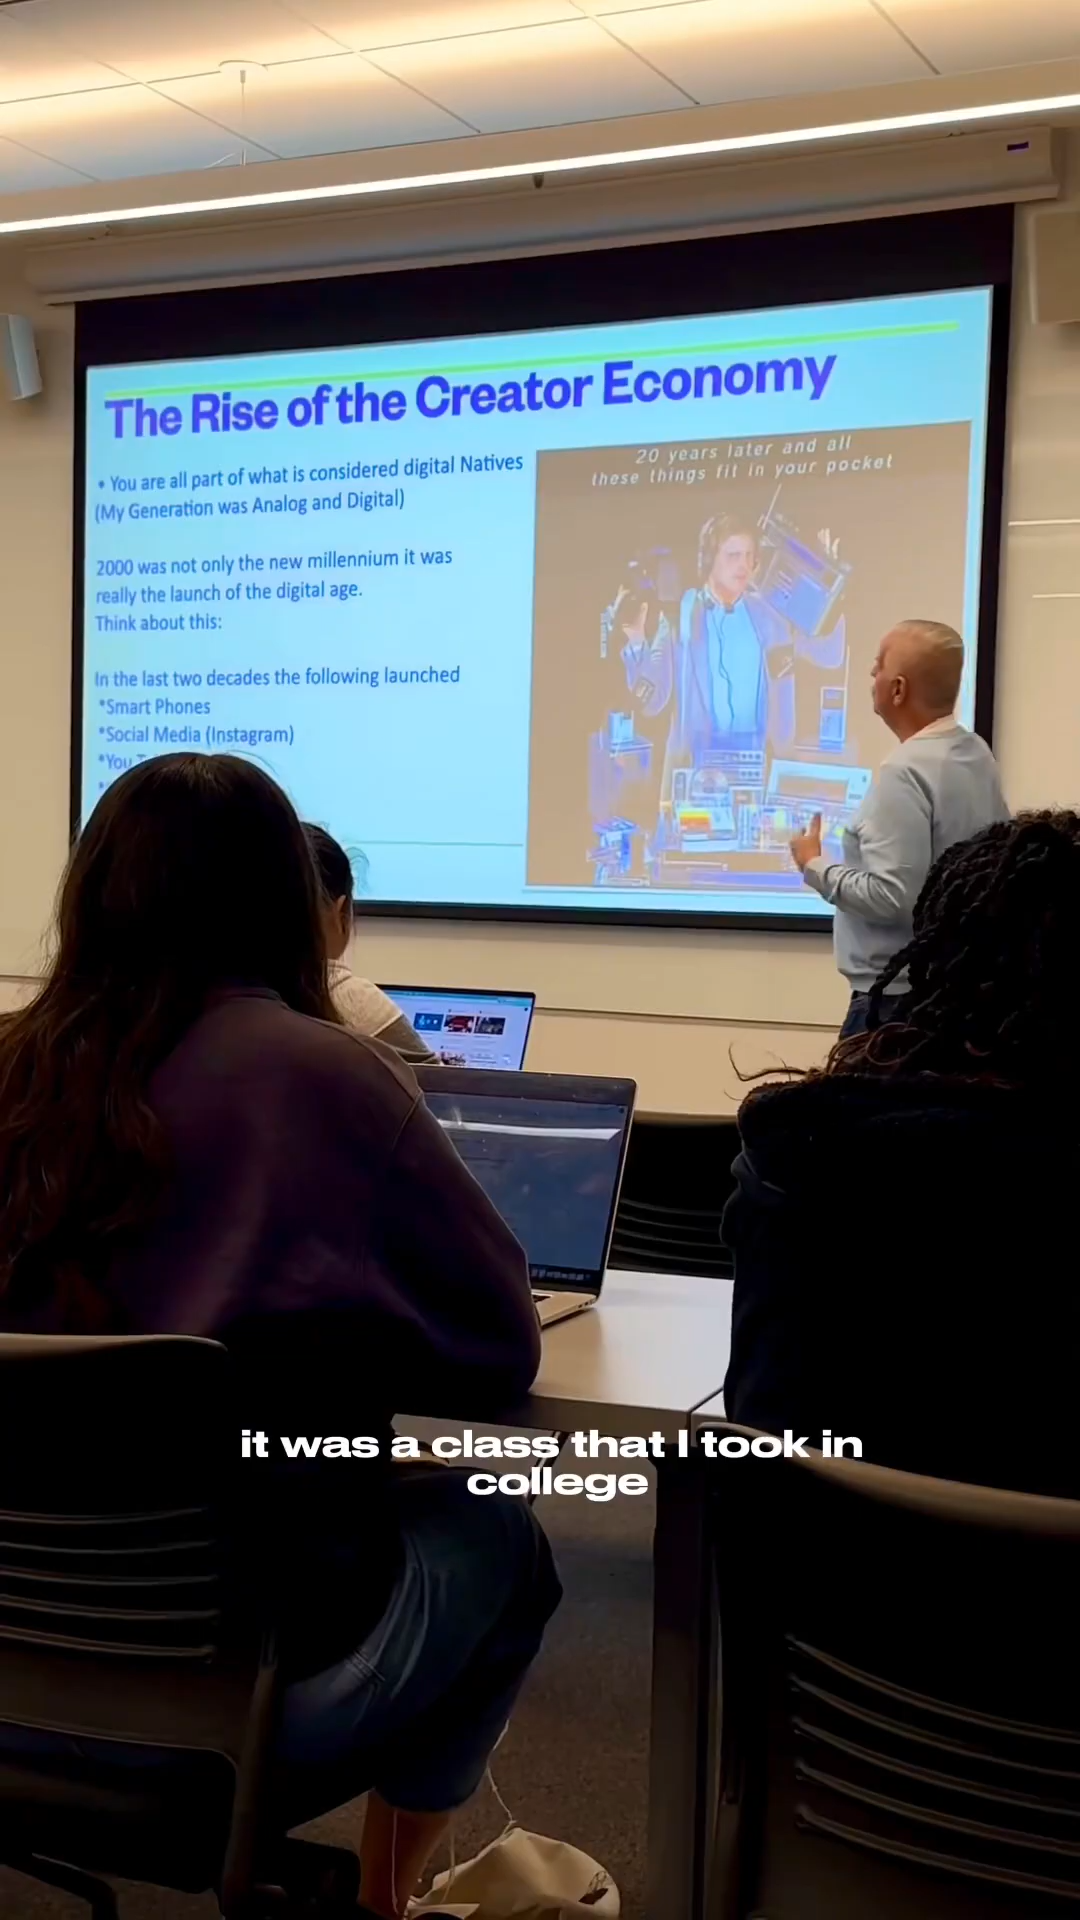 The Rise of the Creator Economy
• You are all part of what is considered digital Natives
(My Generation was Analog and Digital)
2000 was not only the new millennium it was
really the launch of the digital age.
Think about this:
In the last two decades the following launched
*Smart Phones
*Social Media (Instagram)
*You
20 years later and all
these things fit in your pocket
it was a class that I took in
college